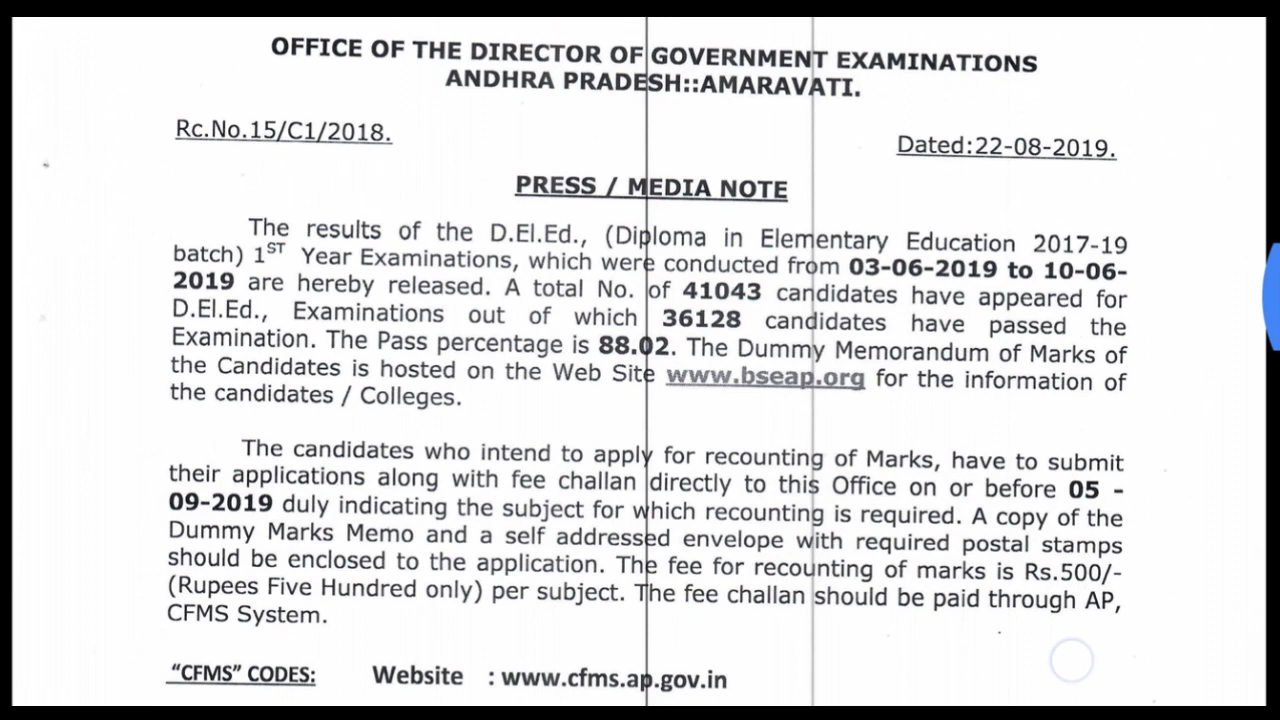 OFFICE OF THE DIRECTOR OF GOVERNMENT EXAMINATIONS
ANDHRA PRADESH::AMARAVATI.
Rc.No.15/C1/2018.
Dated:22-08-2019.
PRESS / MEDIA NOTE
The results of the D.El.Ed., (Diploma in Elementary Education 2017-19
batch) 1ST Year Examinations, which were conducted from 03-06-2019 to 10-06-
2019 are hereby released. A total No. of 41043 candidates have appeared for
D.El.Ed., Examinations out of which 36128 candidates have passed the
Examination. The Pass percentage is 88.02. The Dummy Memorandum of Marks of
the Candidates is hosted on the Web Site www.bseap.org for the information of
the candidates / Colleges.
The candidates who intend to apply for recounting of Marks, have to submit
their applications along with fee challan directly to this Office on or before 05 -
09-2019 duly indicating the subject for which recounting is required. A copy of the
Dummy Marks Memo and a self addressed envelope with required postal stamps
should be enclosed to the application. The fee for recounting of marks is Rs.500/-
(Rupees Five Hundred only) per subject. The fee challan should be paid through AP,
CFMS System.
"CFMS" CODES: Website : www.cfms.ap.gov.in